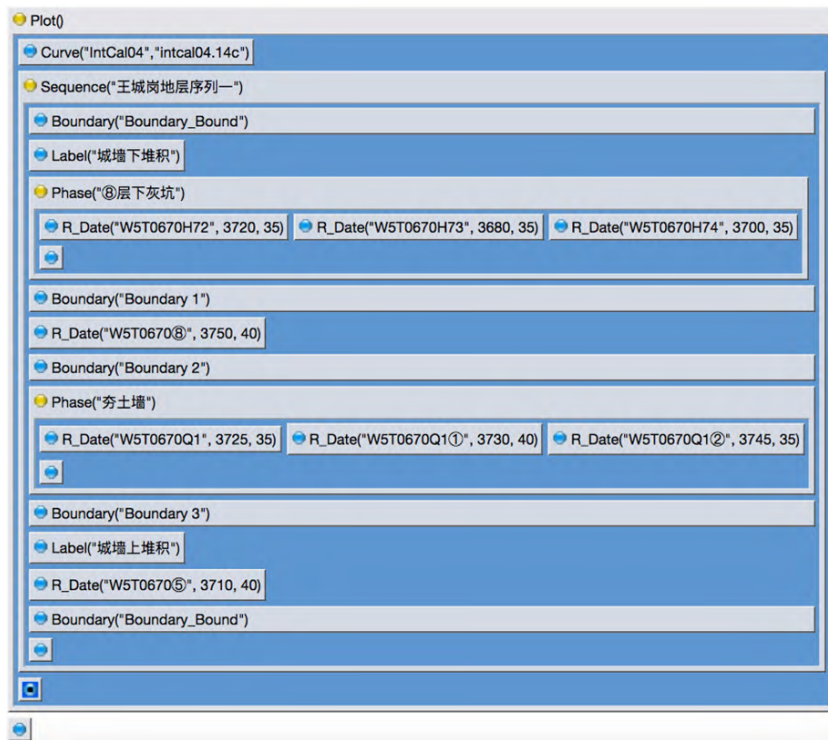 Plot()
Curve("IntCal04","intcal04.14c")
Sequence("王城岗地层序列一")
Boundary("Boundary_Bound")
Label("城墙下堆积")
Phase("⑧层下灰坑")
R_Date("W5T0670H72", 3720, 35) R_Date("W5T0670H73", 3680, 35) R_Date("W5T0670H74", 3700, 35)
Boundary("Boundary 1")
R_Date("W5T0670⑧", 3750, 40)
Boundary("Boundary 2")
Phase("夯土墙")
R_Date("W5T0670Q1", 3725, 35) R_Date("W5T0670Q1①", 3730, 40) R_Date("W5T0670Q1②", 3745, 35)
Boundary("Boundary 3")
Label("城墙上堆积")
R_Date("W5T0670⑤", 3710, 40)
Boundary("Boundary_Bound")